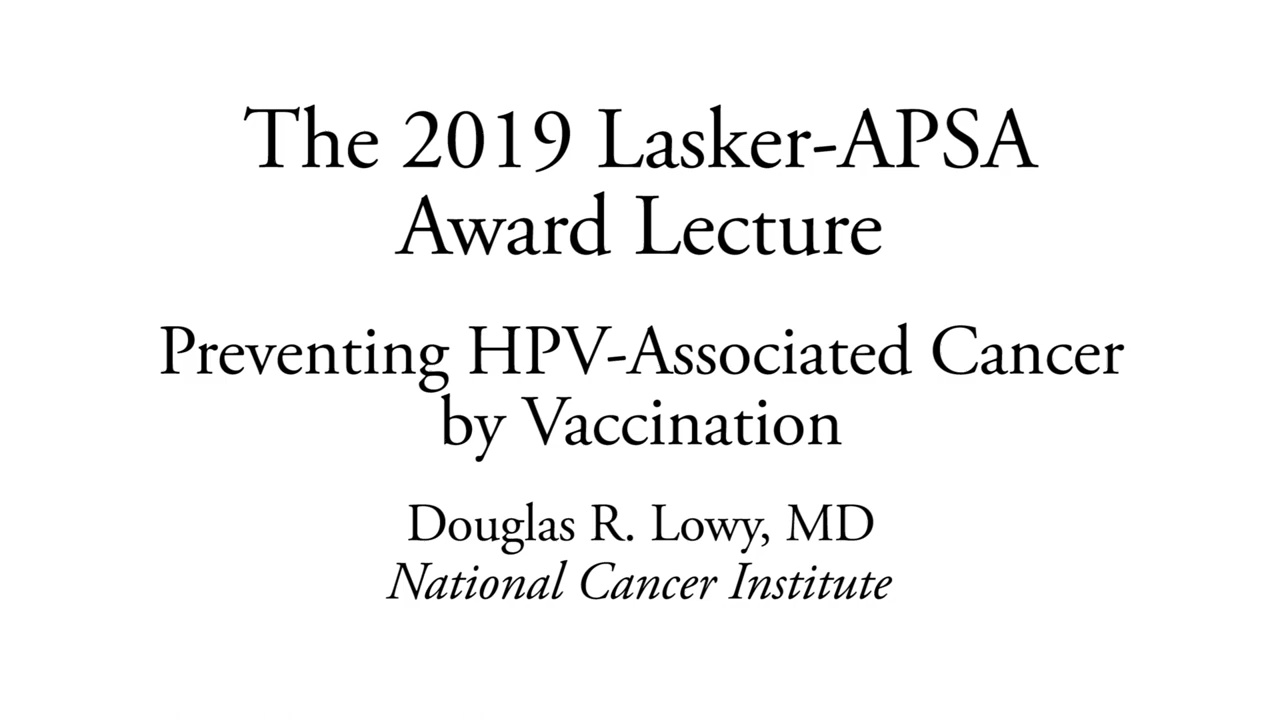 The 2019 Lasker-APSA
Award Lecture
Preventing HPV-Associated Cancer
by Vaccination
Douglas R. Lowy, MD
National Cancer Institute